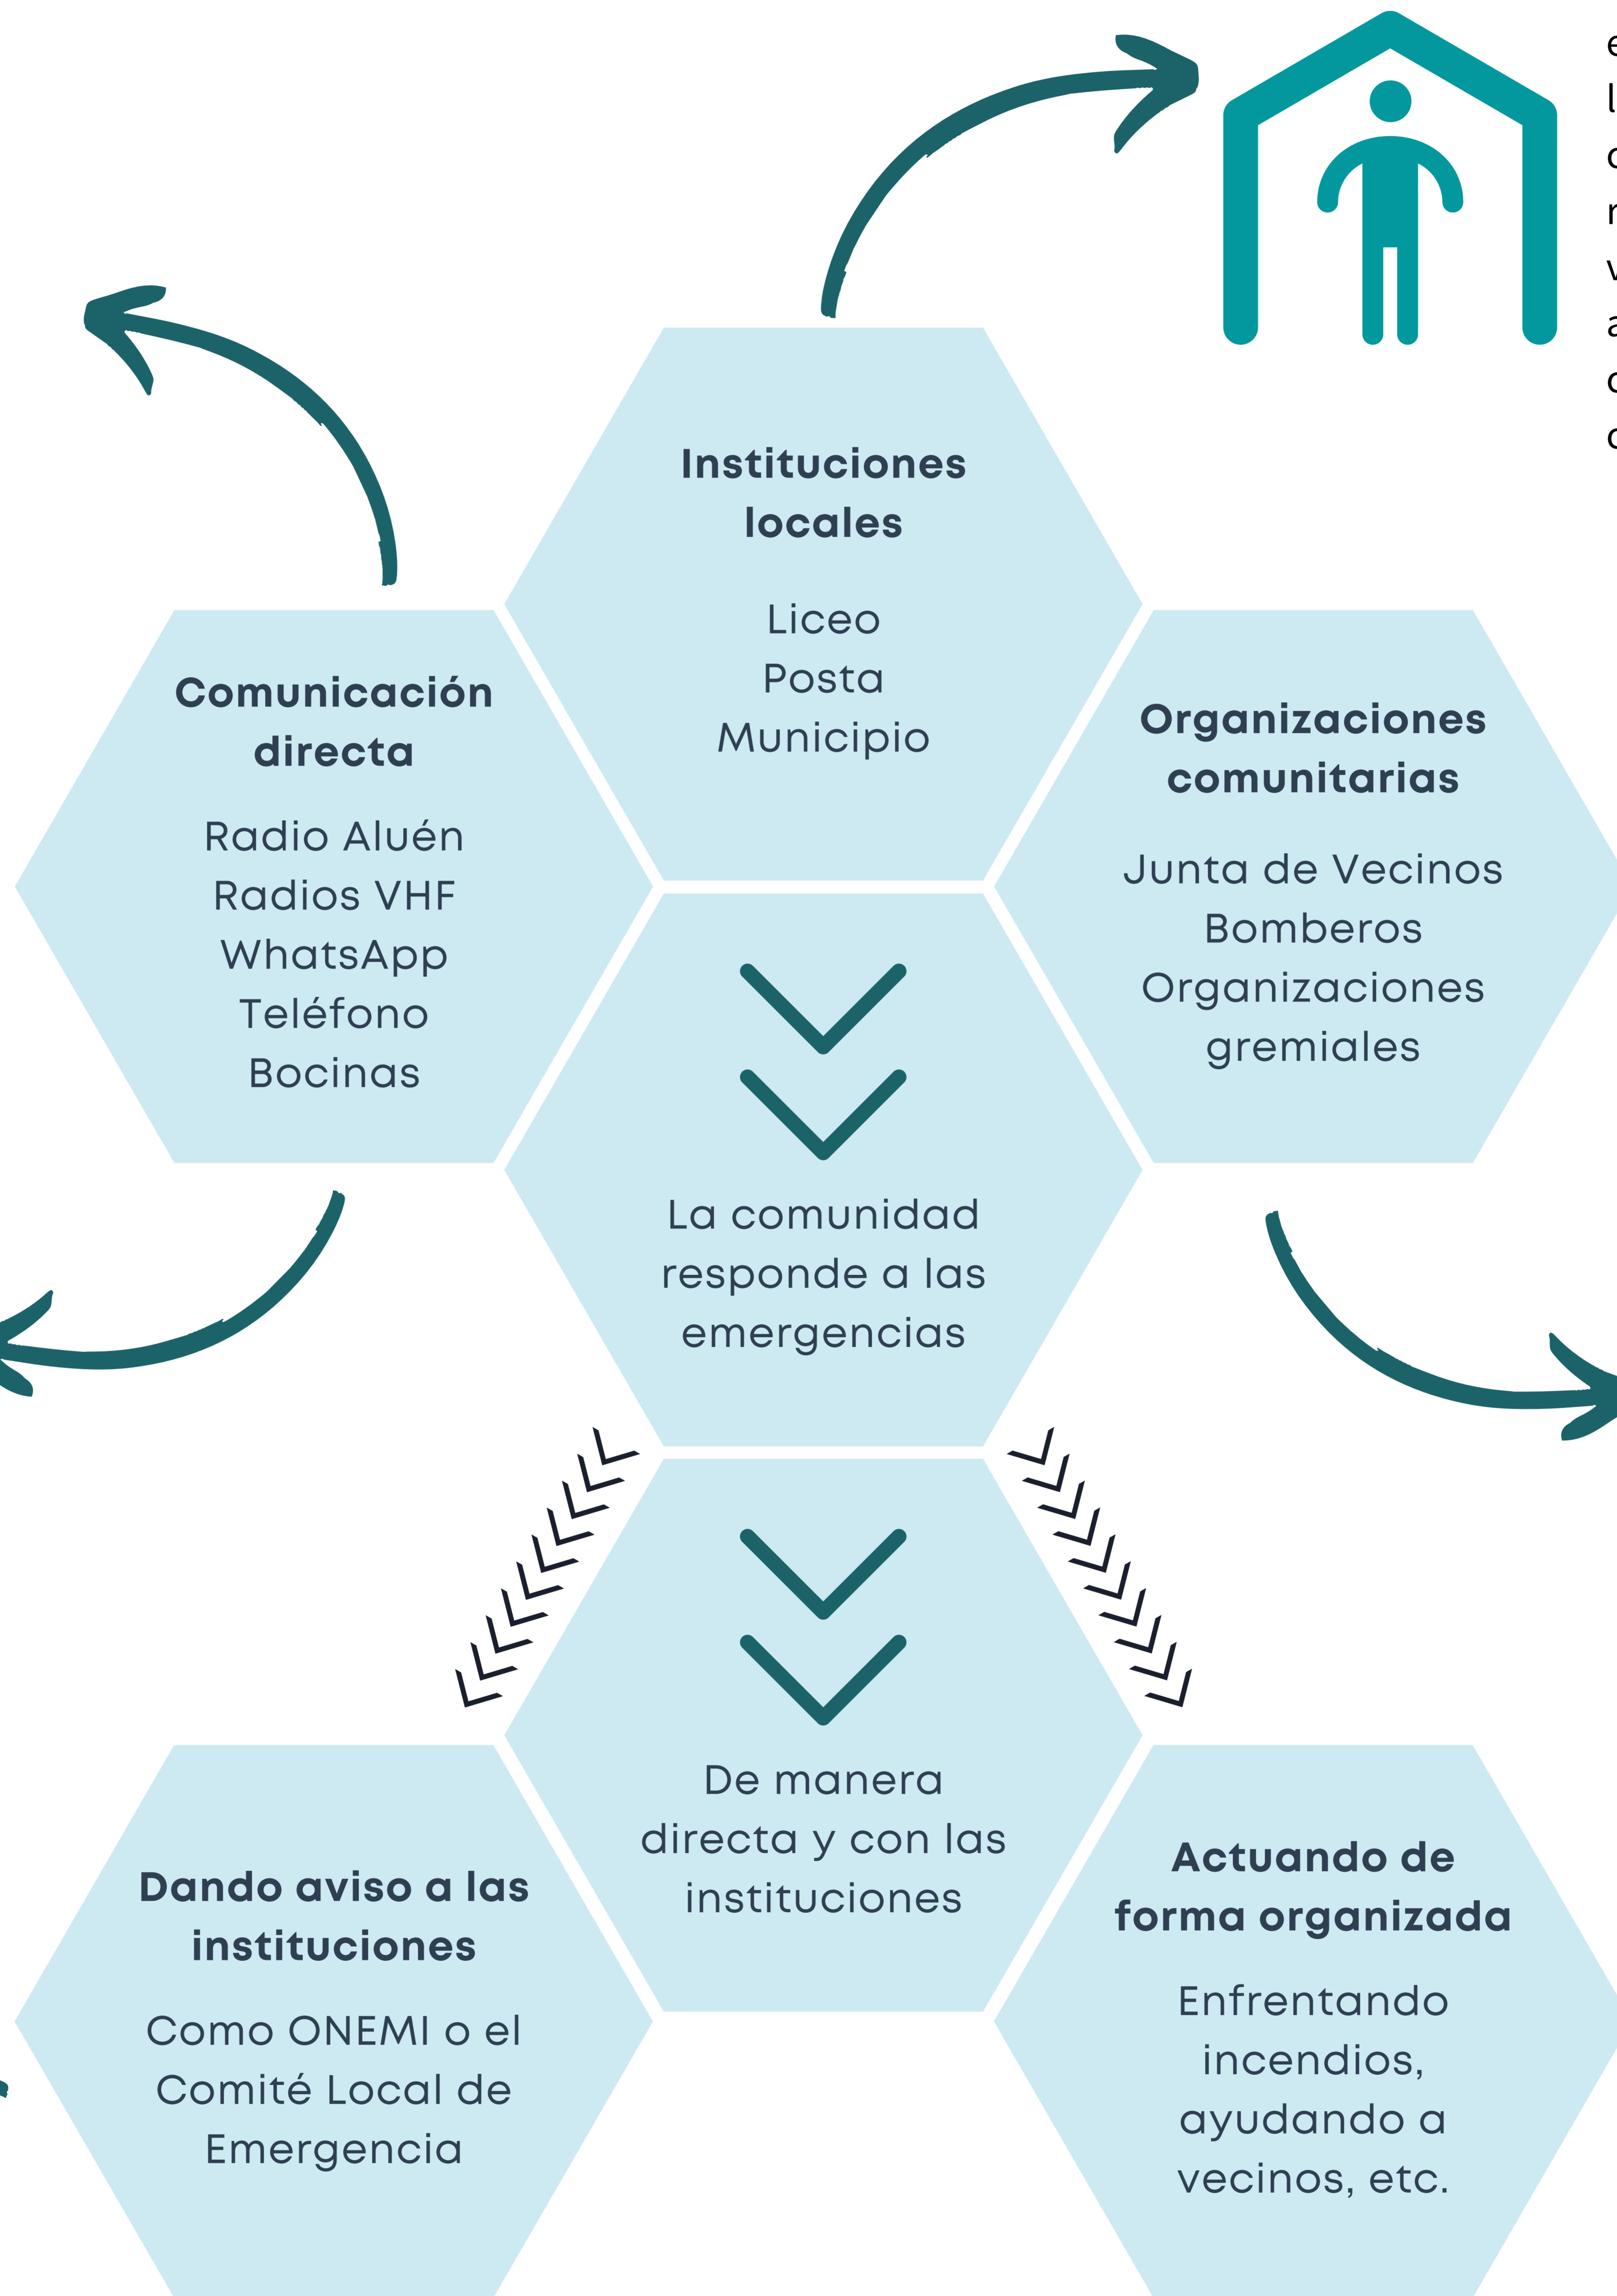 Instituciones
locales
Liceo
Posta
Municipio
Comunicación
directa
Radio Aluén
Radios VHF
WhatsApp
Teléfono
Bocinas
Organizaciones
comunitarias
Junta de Vecinos
Bomberos
Organizaciones
gremiales
La comunidad
responde a las
emergencias
De manera
directa y con las
instituciones
Dando aviso a las
instituciones
Como ONEMI o el
Comité Local de
Emergencia
Actuando de
forma organizada
Enfrentando
incendios,
ayudando a
vecinos, etc.